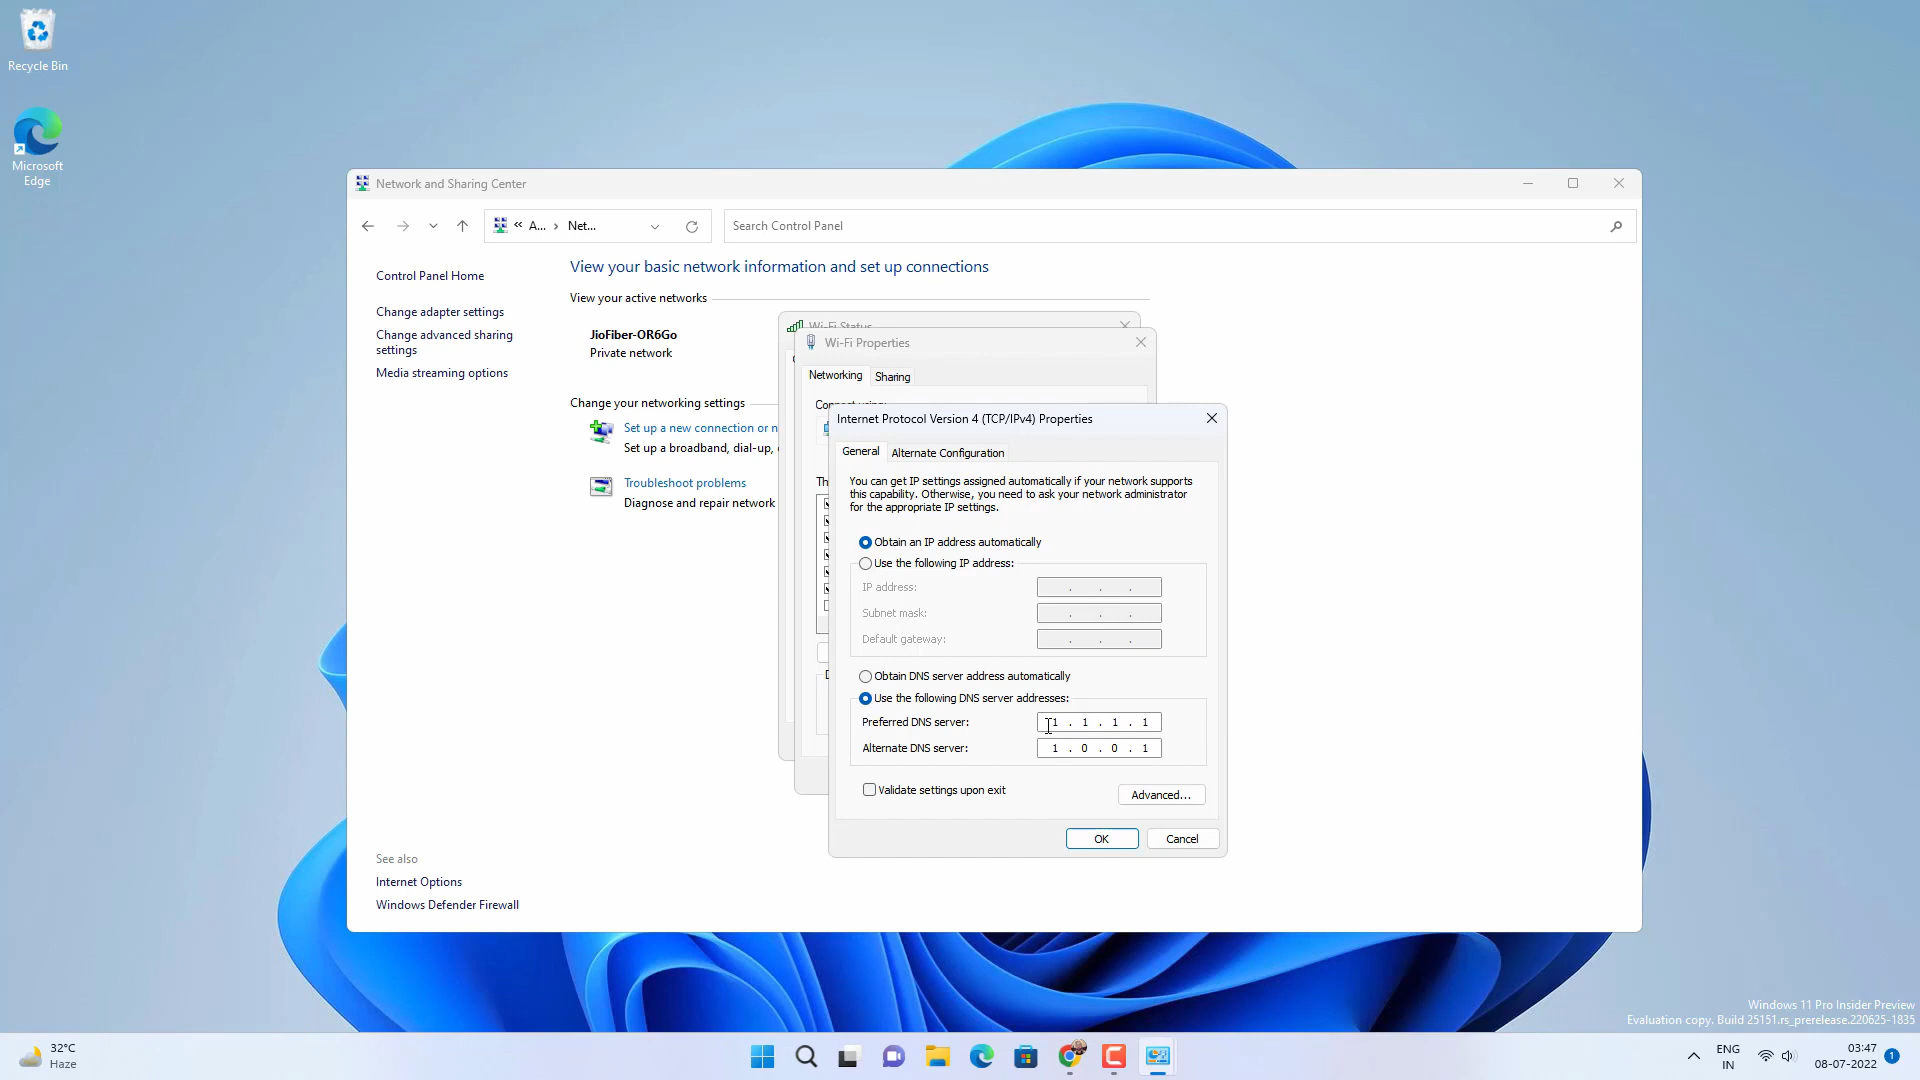 Recycle Bin
Microsoft
Edge
Network and Sharing Center
« A... › Net...
Search Control Panel
Control Panel Home
Change adapter settings
Change advanced sharing
settings
Media streaming options
View your basic network information and set up connections
View your active networks
JioFiber-OR6Go
Private network
Change your networking settings
Set up a new connection or n
Set up a broadband, dial-up,
Troubleshoot problems
Diagnose and repair network
Wi-Fi Status
Wi-Fi Properties
Networking
Sharing
Connect using:
Th
Internet Protocol Version 4 (TCP/IPv4) Properties
General
Alternate Configuration
You can get IP settings assigned automatically if your network supports
this capability. Otherwise, you need to ask your network administrator
for the appropriate IP settings.
Obtain an IP address automatically
Use the following IP address:
IP address: . . .
Subnet mask: . . .
Default gateway: . . .
Obtain DNS server address automatically
Use the following DNS server addresses:
Preferred DNS server: 1 . 1 . 1 . 1
Alternate DNS server: 1 . 0 . 0 . 1
Validate settings upon exit
Advanced...
OK
Cancel
See also
Internet Options
Windows Defender Firewall
Windows 11 Pro Insider Preview
Evaluation copy. Build 25151.rs_prerelease.220625-1835
32°C
Haze
ENG
IN
03:47
08-07-2022
1